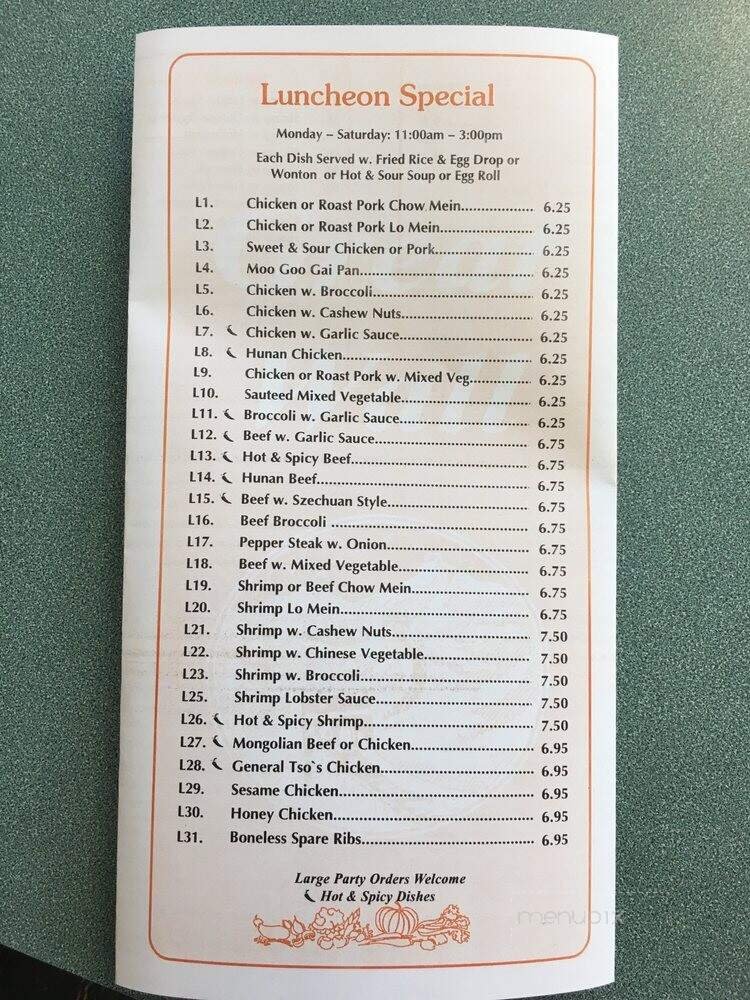 Luncheon Special
Monday – Saturday: 11:00am – 3:00pm
Each Dish Served w. Fried Rice & Egg Drop or
Wonton or Hot & Sour Soup or Egg Roll
L1. Chicken or Roast Pork Chow Mein.................. 6.25
L2. Chicken or Roast Pork Lo Mein....................... 6.25
L3. Sweet & Sour Chicken or Pork........................ 6.25
L4. Moo Goo Gai Pan.......................................... 6.25
L5. Chicken w. Broccoli....................................... 6.25
L6. Chicken w. Cashew Nuts................................ 6.25
L7. Chicken w. Garlic Sauce................................. 6.25
L8. Hunan Chicken.............................................. 6.25
L9. Chicken or Roast Pork w. Mixed Veg.............. 6.25
L10. Sauteed Mixed Vegetable............................... 6.25
L11. Broccoli w. Garlic Sauce................................ 6.25
L12. Beef w. Garlic Sauce...................................... 6.75
L13. Hot & Spicy Beef........................................... 6.75
L14. Hunan Beef................................................... 6.75
L15. Beef w. Szechuan Style................................... 6.75
L16. Beef Broccoli ................................................ 6.75
L17. Pepper Steak w. Onion................................... 6.75
L18. Beef w. Mixed Vegetable................................ 6.75
L19. Shrimp or Beef Chow Mein............................ 6.75
L20. Shrimp Lo Mein............................................. 6.75
L21. Shrimp w. Cashew Nuts.................................. 7.50
L22. Shrimp w. Chinese Vegetable.......................... 7.50
L23. Shrimp w. Broccoli........................................ 7.50
L25. Shrimp Lobster Sauce..................................... 7.50
L26. Hot & Spicy Shrimp....................................... 7.50
L27. Mongolian Beef or Chicken............................ 6.95
L28. General Tso`s Chicken................................... 6.95
L29. Sesame Chicken............................................. 6.95
L30. Honey Chicken.............................................. 6.95
L31. Boneless Spare Ribs........................................ 6.95
Large Party Orders Welcome
Hot & Spicy Dishes
menupix